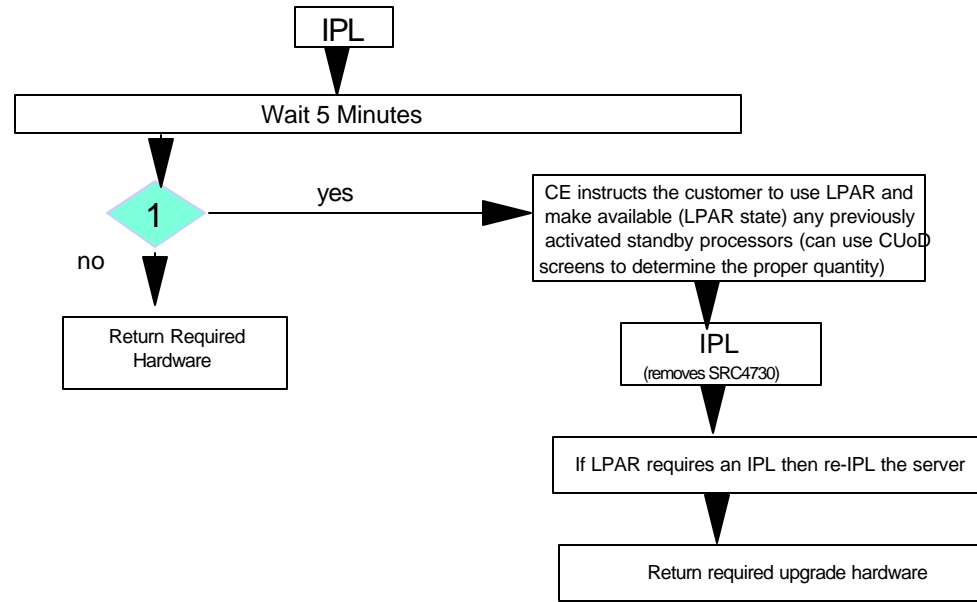 IPL
Wait 5 Minutes
1
yes
no
CE instructs the customer to use LPAR and
make available (LPAR state) any previously
activated standby processors (can use CUoD
screens to determine the proper quantity)
Return Required
Hardware
IPL
(removes SRC4730)
If LPAR requires an IPL then re-IPL the server
Return required upgrade hardware